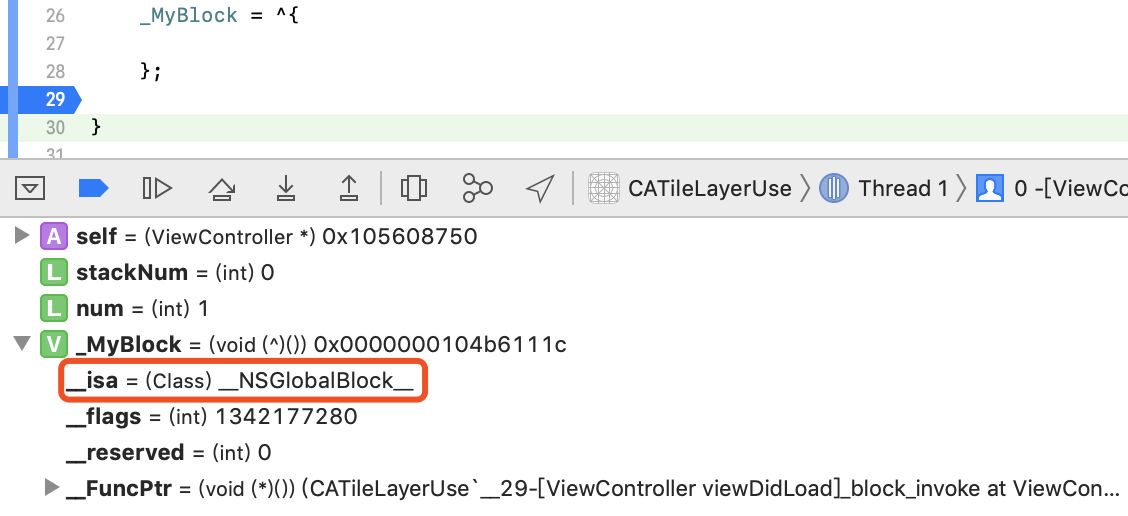 26 _MyBlock = ^{
27
28 };
29
30 }
31
CATileLayerUse Thread 1 0 -[ViewCo
A self = (ViewController *) 0x105608750
L stackNum = (int) 0
L num = (int) 1
V _MyBlock = (void (^)()) 0x0000000104b6111c
__isa = (Class) __NSGlobalBlock__
__flags = (int) 1342177280
__reserved = (int) 0
__FuncPtr = (void (*)()) (CATileLayerUse`__29-[ViewController viewDidLoad]_block_invoke at ViewCon...